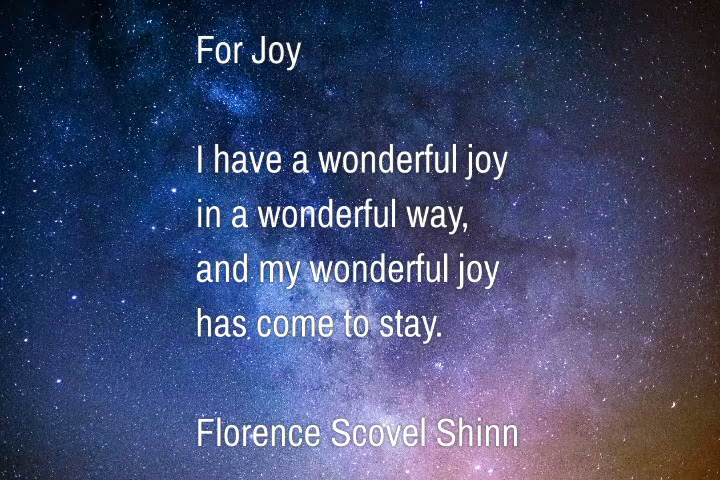 For Joy
I have a wonderful joy
in a wonderful way,
and my wonderful joy
has come to stay.
Florence Scovel Shinn